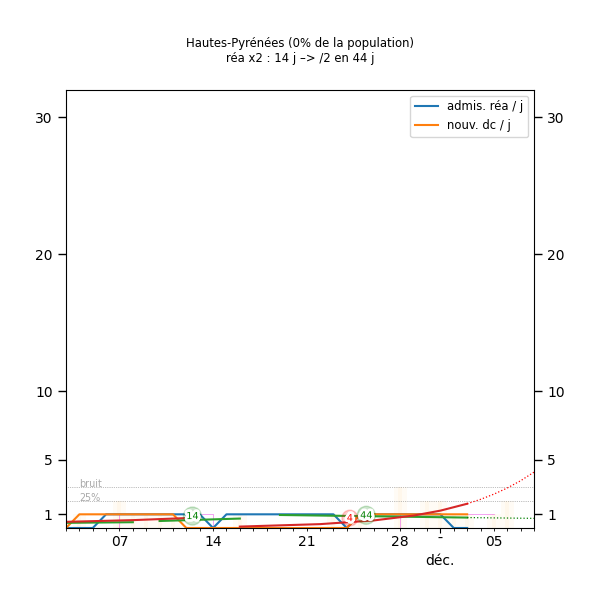 Hautes-Pyrénées (0% de la population)
réa x2 : 14 j –> /2 en 44 j
admis. réa / j
nouv. dc / j
30 30
20 20
10 10
5 5
bruit
25%
1 14 4 44 1
07 14 21 28 - 05
déc.